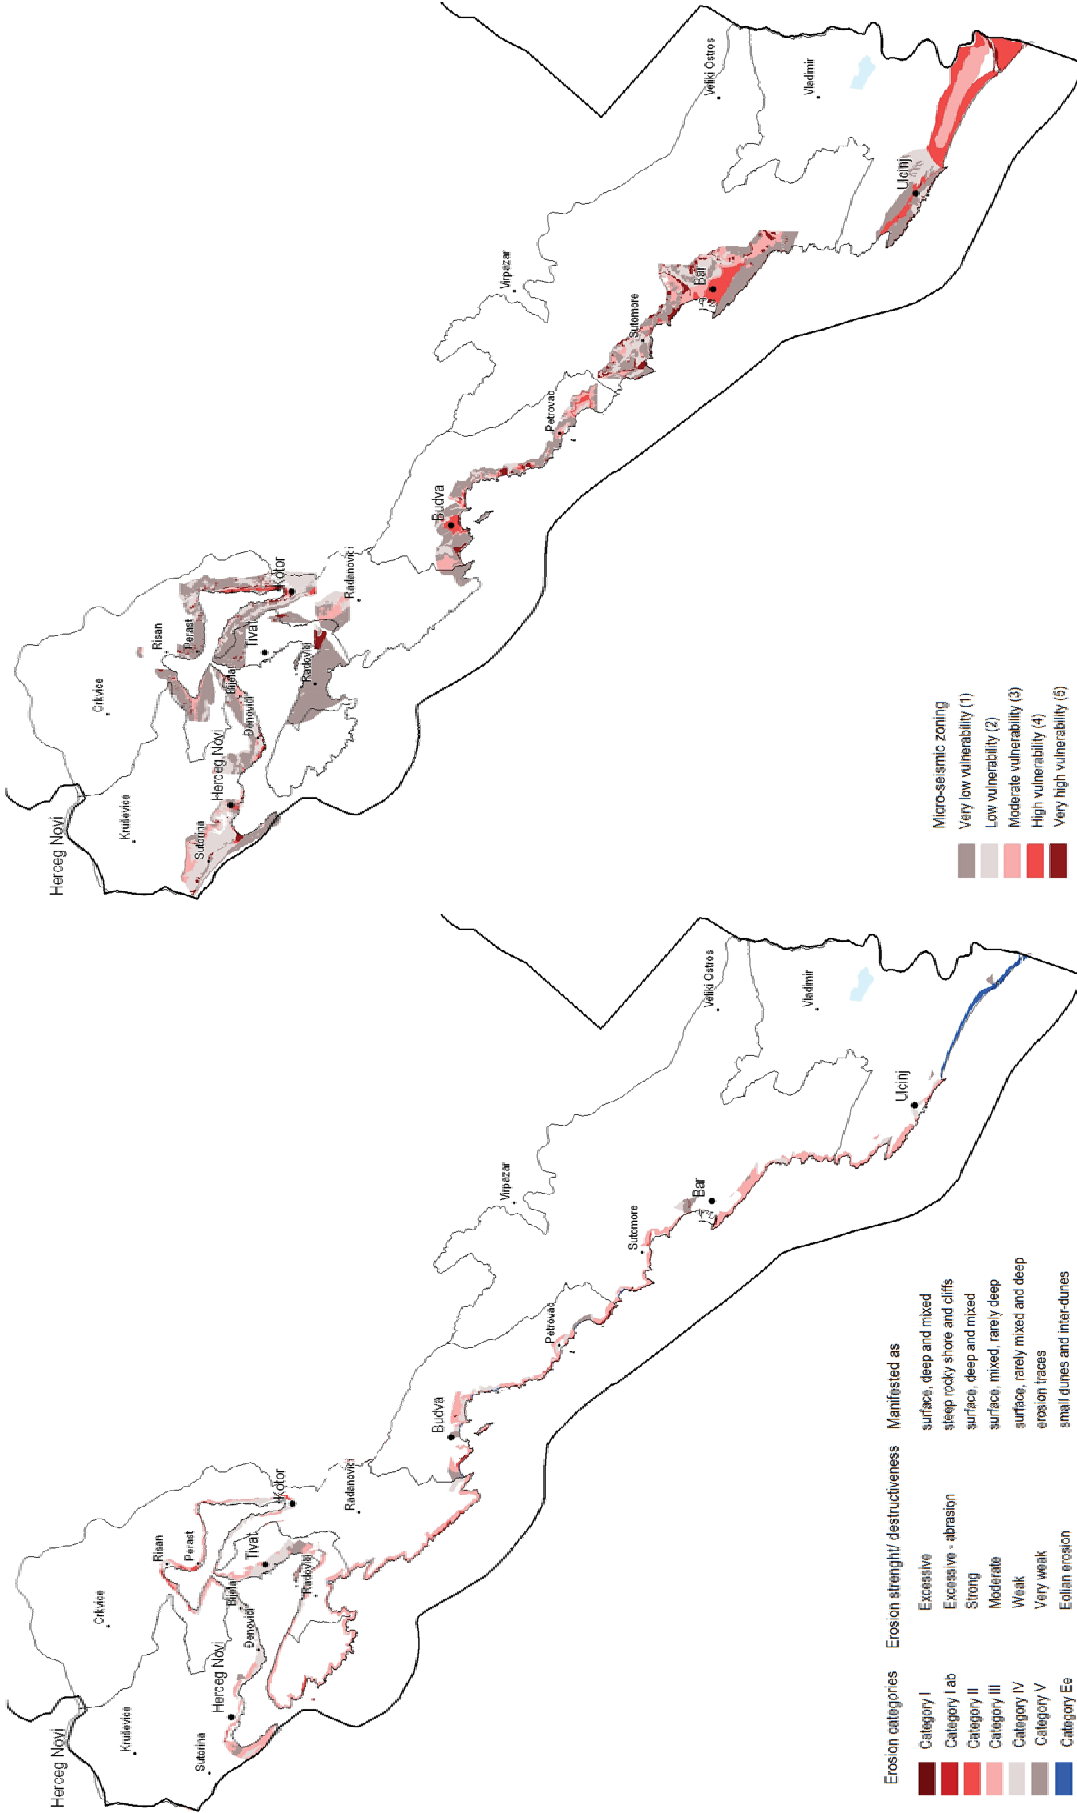 Herceg Novi
Kruševice
Crkvice
Sutorina
Herceg Novi
Risan
Perast
Đenovići
Bijela
Tivat
Kotor
Radovići
Radanovići
Budva
Petrovac
Virpazar
Sutomore
Bar
Veliki Ostros
Vladimir
Ulcinj
Erosion categories
Erosion strenght/ destructiveness
Manifested as
Category I
Excessive
surface, deep and mixed
Category I ab
Excessive - abrasion
steep rocky shore and cliffs
Category II
Strong
surface, deep and mixed
Category III
Moderate
surface, mixed, rarely deep
Category IV
Weak
surface, rarely mixed and deep
Category V
Very weak
erosion traces
Category Ee
Eolian erosion
small dunes and inter-dunes
Herceg Novi
Kruševice
Crkvice
Sutorina
Herceg Novi
Risan
Perast
Đenovići
Bijela
Tivat
Kotor
Radovići
Radanovići
Budva
Petrovac
Virpazar
Sutomore
Bar
Veliki Ostros
Vladimir
Ulcinj
Micro-seismic zoning
Very low vulnerability (1)
Low vulnerability (2)
Moderate vulnerability (3)
High vulnerability (4)
Very high vulnerability (5)